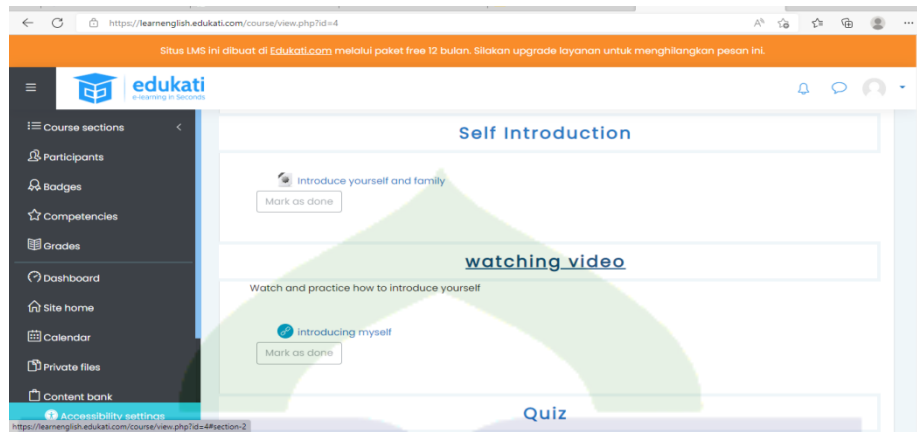 https://learnenglish.edukati.com/course/view.php?id=4
Situs LMS ini dibuat di Edukati.com melalui paket free 12 bulan. Silakan upgrade layanan untuk menghilangkan pesan ini.
edukati
e-learning in Seconds
Course sections
Participants
Badges
Competencies
Grades
Dashboard
Site home
Calendar
Private files
Content bank
Accessibility settings
Self Introduction
Introduce yourself and family
Mark as done
watching video
Watch and practice how to introduce yourself
introducing myself
Mark as done
Quiz
https://learnenglish.edukati.com/course/view.php?id=4#section-2